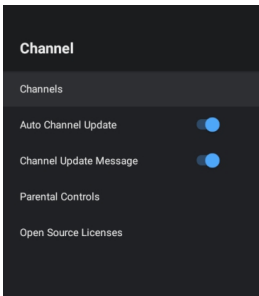 Channel
Channels
Auto Channel Update
Channel Update Message
Parental Controls
Open Source Licenses